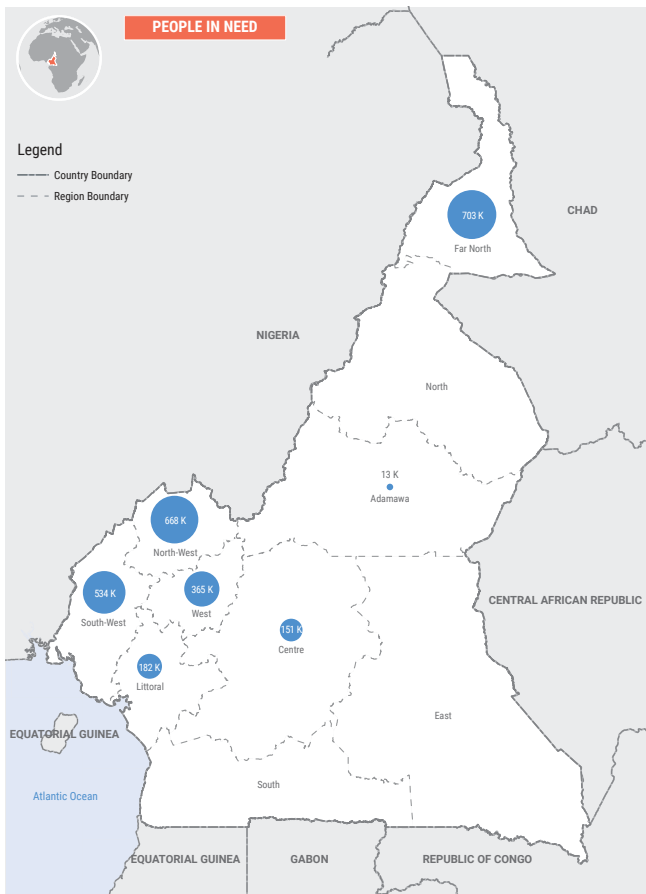 PEOPLE IN NEED
Legend
Country Boundary
Region Boundary
703 K
Far North
CHAD
NIGERIA
North
13 K
Adamawa
668 K
North-West
534 K
South-West
365 K
West
CENTRAL AFRICAN REPUBLIC
151 K
Centre
182 K
Littoral
East
EQUATORIAL GUINEA
South
Atlantic Ocean
EQUATORIAL GUINEA
GABON
REPUBLIC OF CONGO